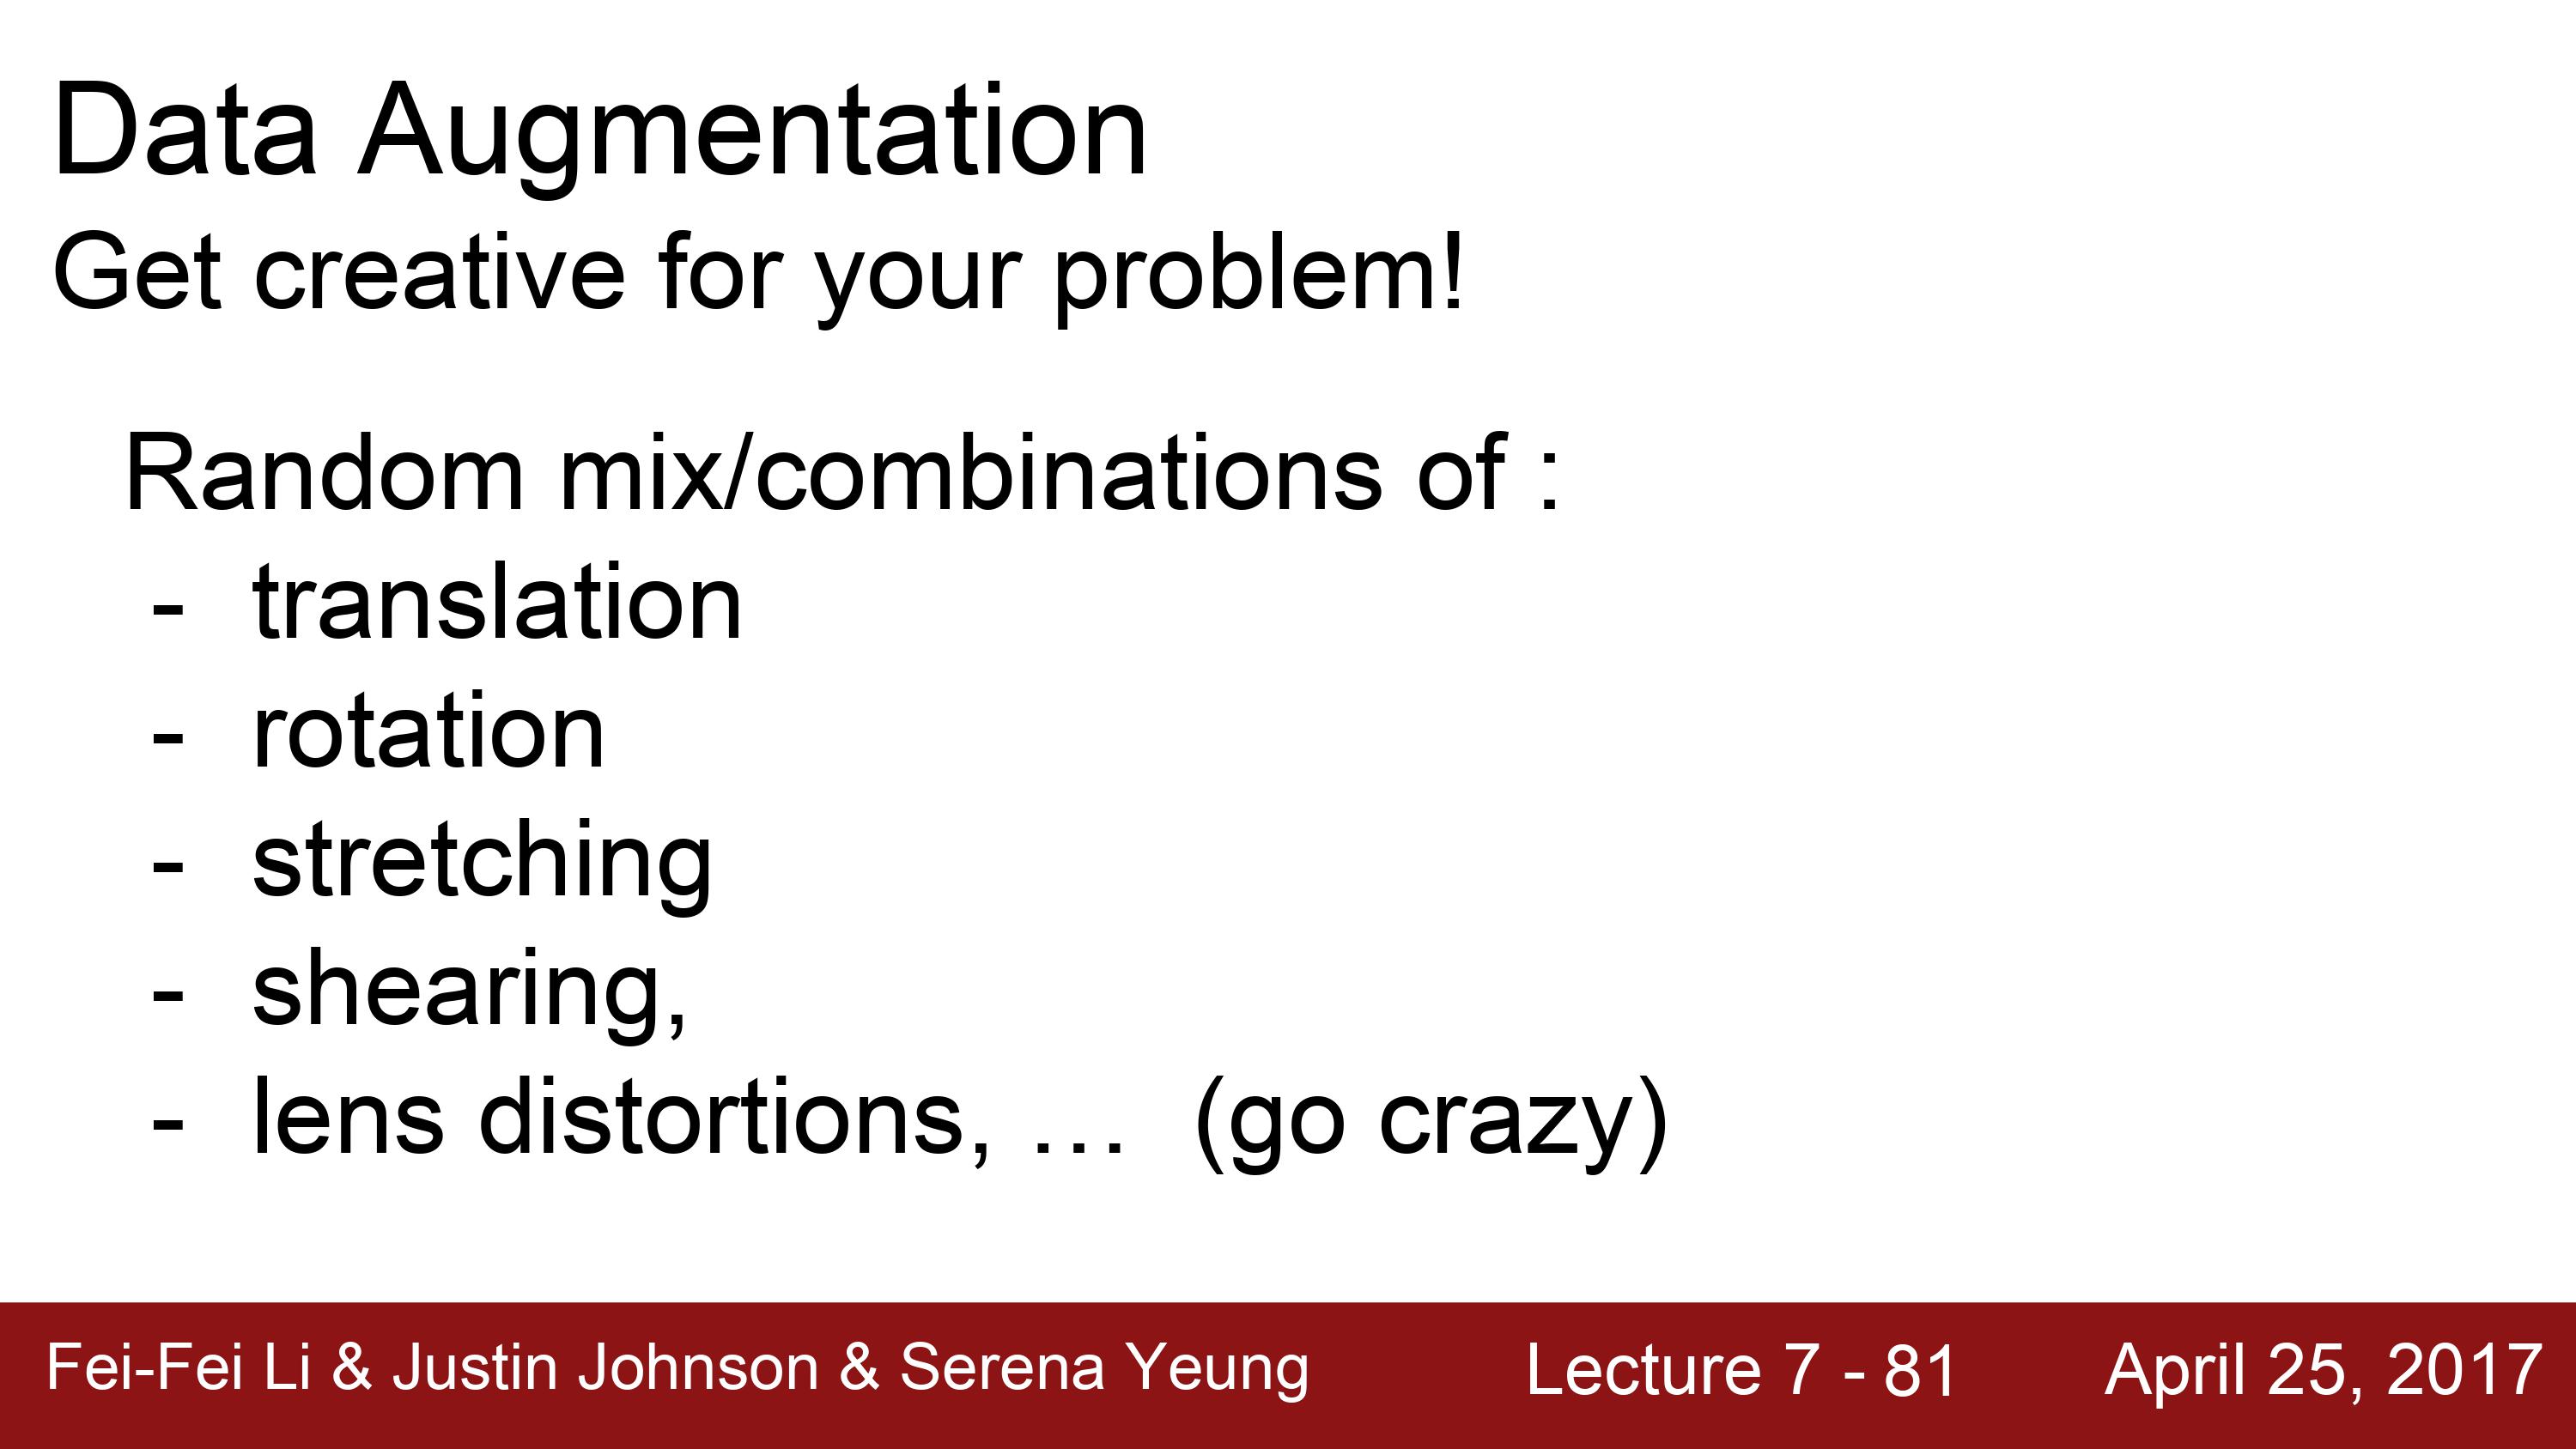 Data Augmentation
Get creative for your problem!
Random mix/combinations of :
- translation
- rotation
- stretching
- shearing,
- lens distortions, … (go crazy)
Fei-Fei Li & Justin Johnson & Serena Yeung Lecture 7 - 81 April 25, 2017